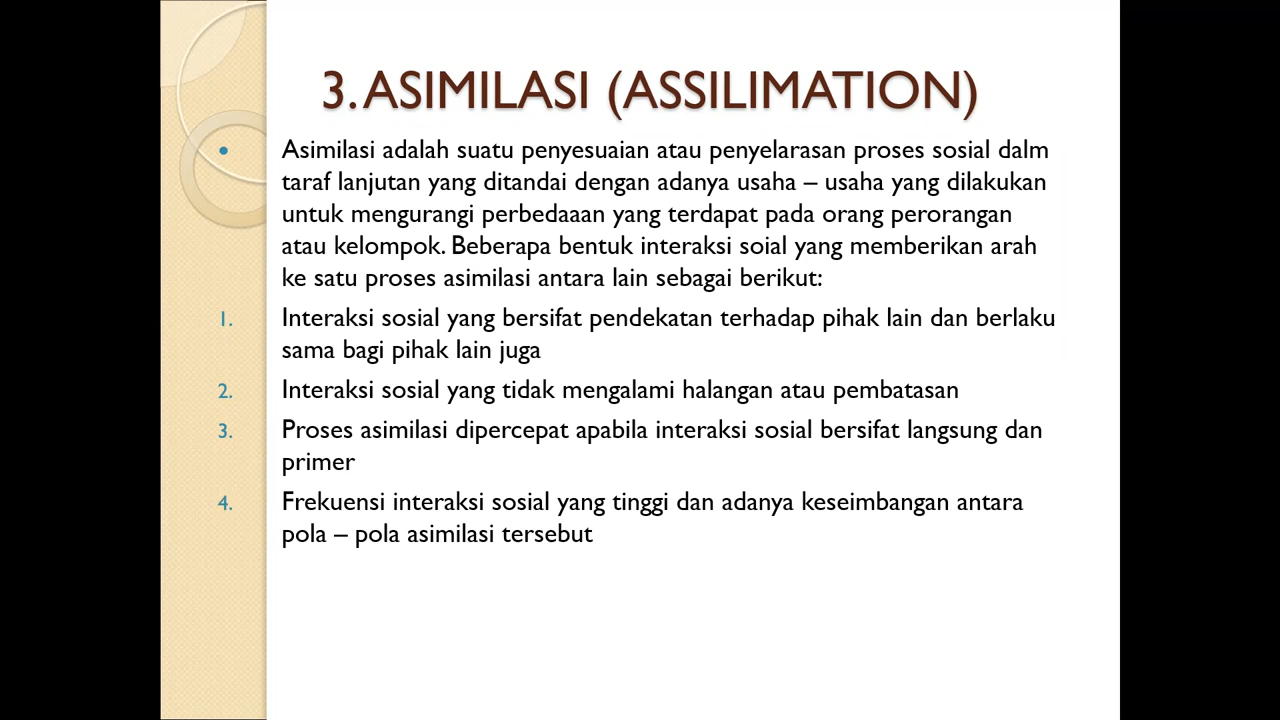 3. ASIMILASI (ASSILIMATION)
• Asimilasi adalah suatu penyesuaian atau penyelarasan proses sosial dalm
taraf lanjutan yang ditandai dengan adanya usaha – usaha yang dilakukan
untuk mengurangi perbedaaan yang terdapat pada orang perorangan
atau kelompok. Beberapa bentuk interaksi soial yang memberikan arah
ke satu proses asimilasi antara lain sebagai berikut:
1. Interaksi sosial yang bersifat pendekatan terhadap pihak lain dan berlaku
sama bagi pihak lain juga
2. Interaksi sosial yang tidak mengalami halangan atau pembatasan
3. Proses asimilasi dipercepat apabila interaksi sosial bersifat langsung dan
primer
4. Frekuensi interaksi sosial yang tinggi dan adanya keseimbangan antara
pola – pola asimilasi tersebut